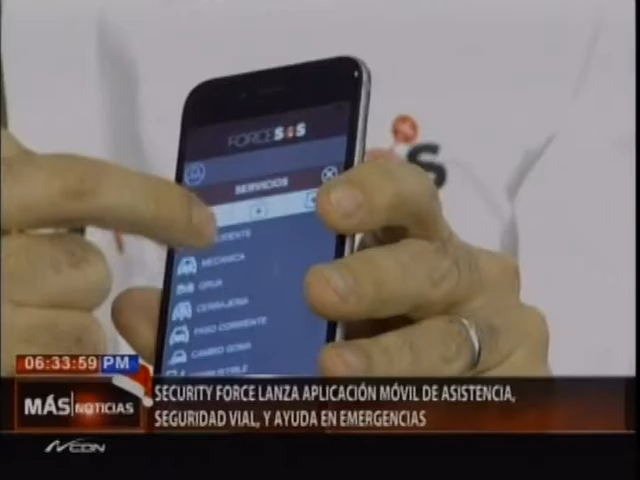 FORCE SOS
SERVICIOS
MECANICA
GRUA
CERRAJERIA
PASO CORRIENTE
CAMBIO GOMA
06:33:59 PM
SECURITY FORCE LANZA APLICACIÓN MÓVIL DE ASISTENCIA,
MÁS NOTICIAS
SEGURIDAD VIAL, Y AYUDA EN EMERGENCIAS
NCDN